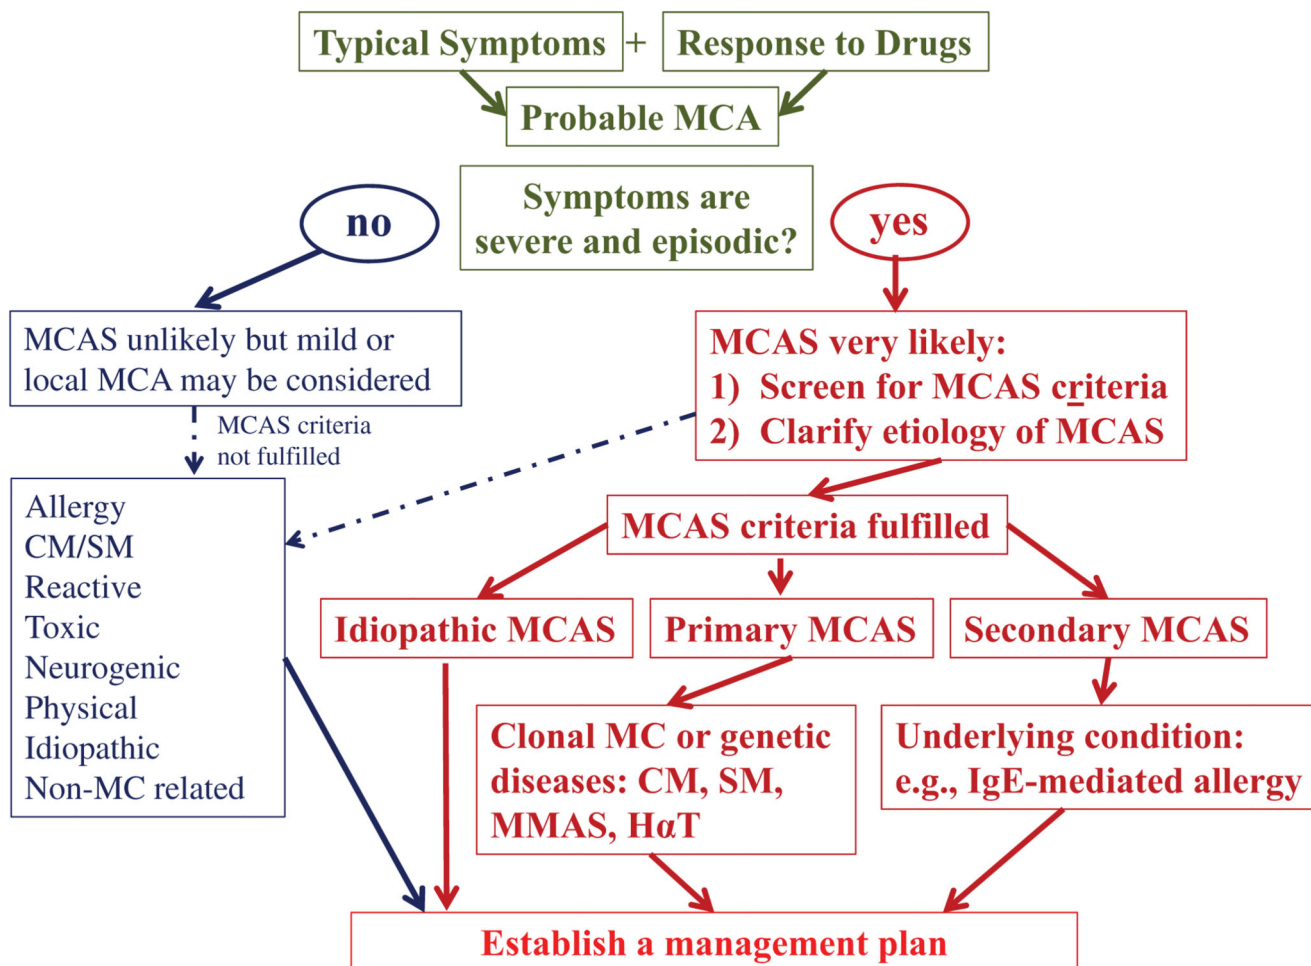 Typical Symptoms + Response to Drugs
Probable MCA
Symptoms are
severe and episodic?
no
yes
MCAS unlikely but mild or
local MCA may be considered
MCAS very likely:
1) Screen for MCAS criteria
2) Clarify etiology of MCAS
MCAS criteria
not fulfilled
Allergy
CM/SM
Reactive
Toxic
Neurogenic
Physical
Idiopathic
Non-MC related
MCAS criteria fulfilled
Idiopathic MCAS
Primary MCAS
Secondary MCAS
Clonal MC or genetic
diseases: CM, SM,
MMAS, HαT
Underlying condition:
e.g., IgE-mediated allergy
Establish a management plan